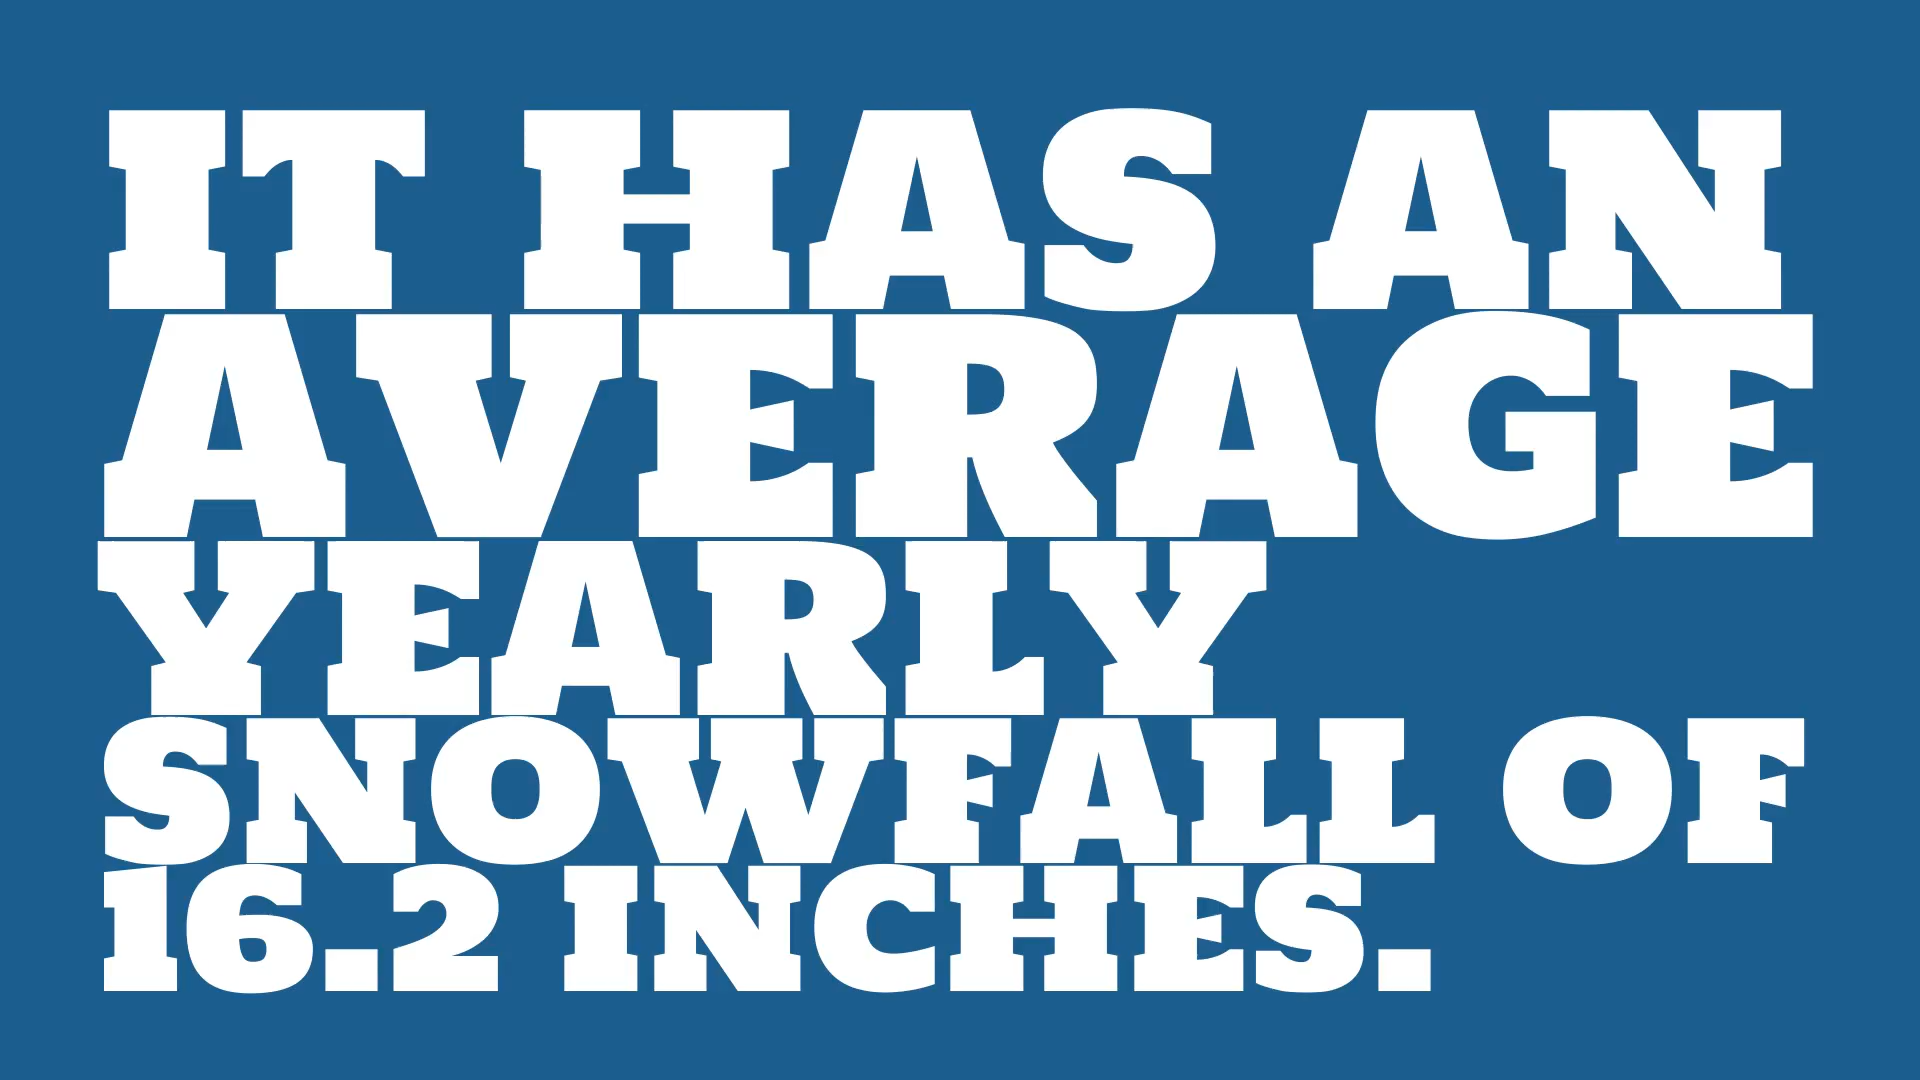 IT HAS AN
AVERAGE
YEARLY
SNOWFALL OF
16.2 INCHES.